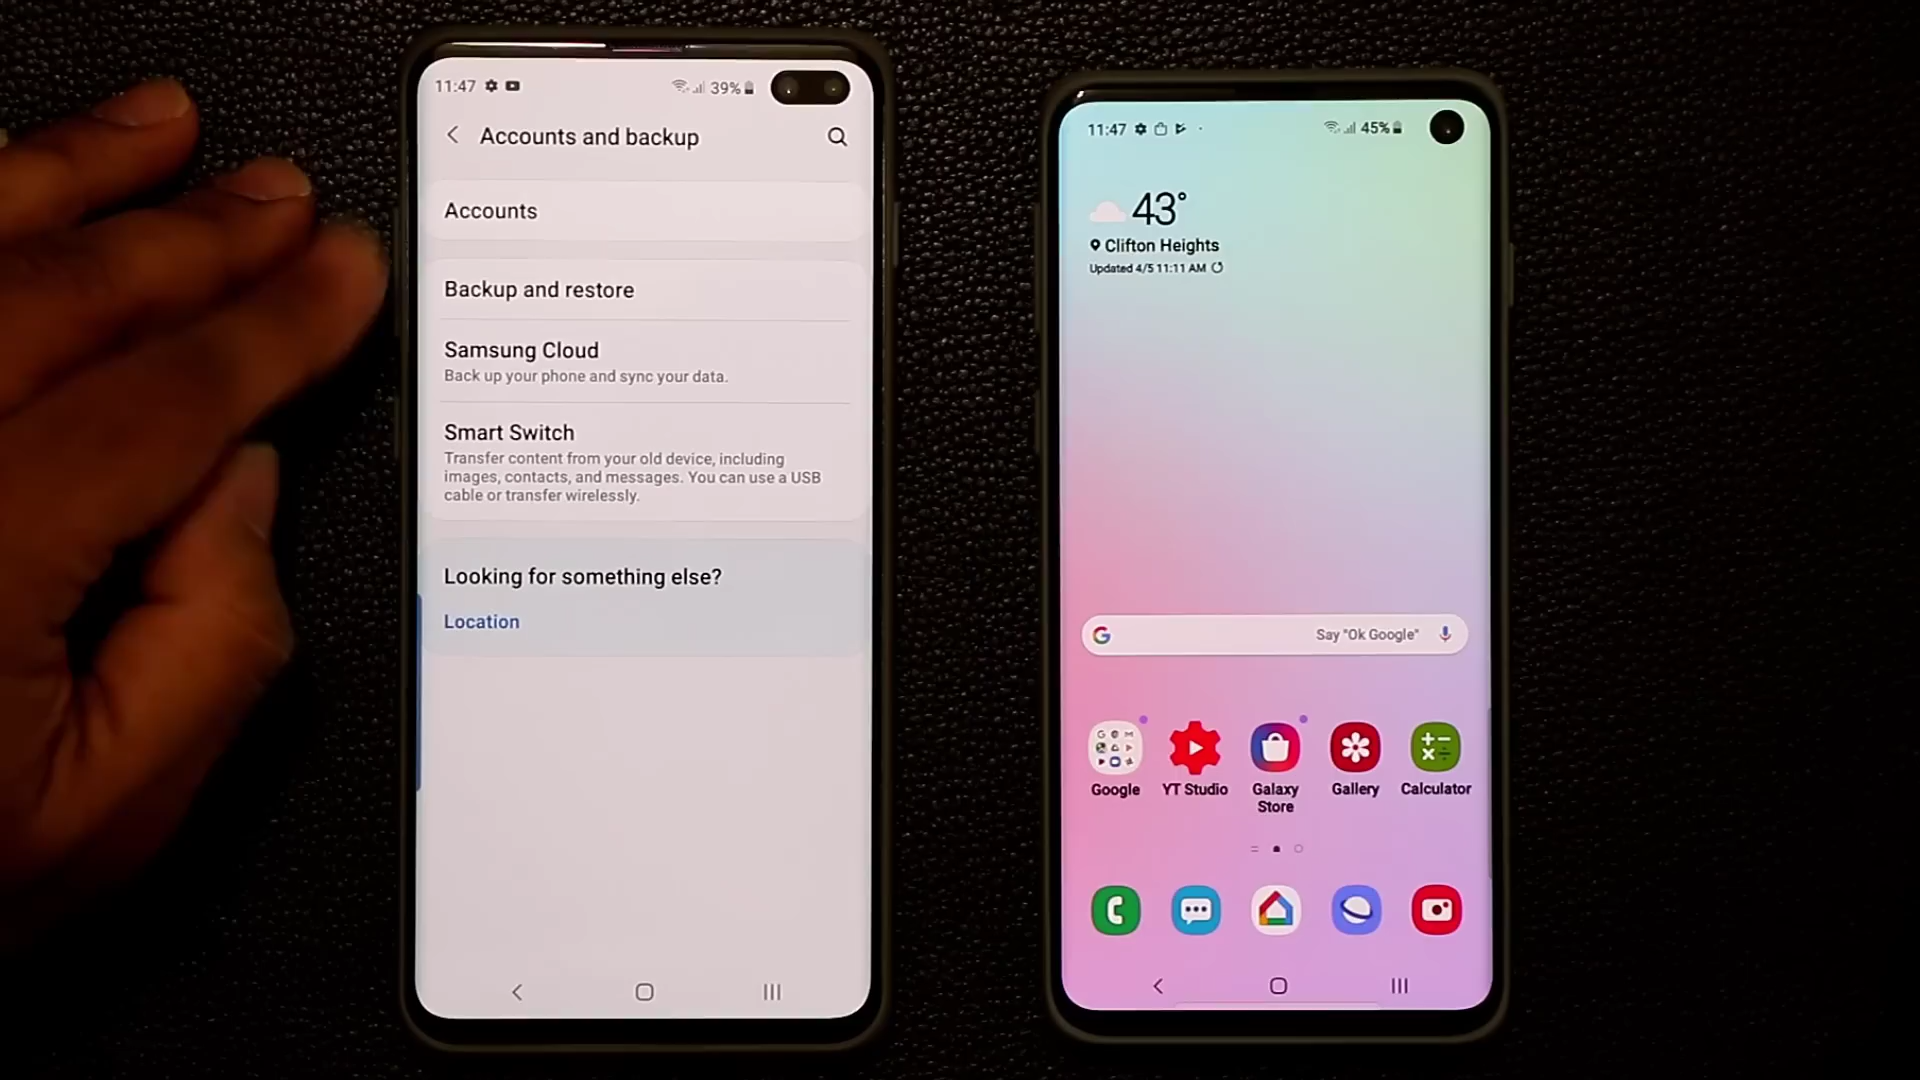 11:47
39%
Accounts and backup
Accounts
Backup and restore
Samsung Cloud
Back up your phone and sync your data.
Smart Switch
Transfer content from your old device, including
images, contacts, and messages. You can use a USB
cable or transfer wirelessly.
Looking for something else?
Location
11:47
45%
43°
Clifton Heights
Updated 4/5 11:11 AM
G
Say "Ok Google"
Google
YT Studio
Galaxy
Store
Gallery
Calculator